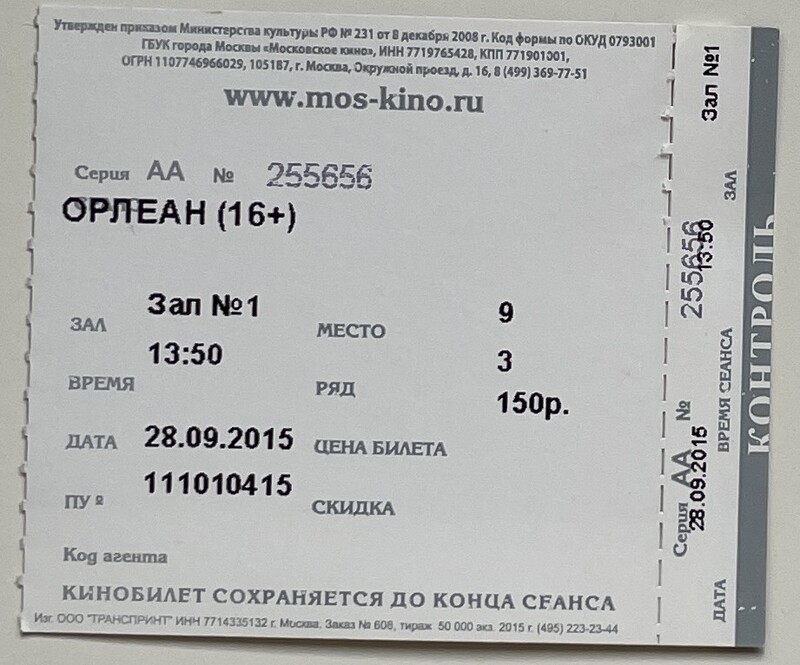 Утвержден приказом Министерства культуры РФ № 231 от 8 декабря 2008 г. Код формы по ОКУД 0793001
ГБУК города Москвы «Московское кино», ИНН 7719765428, КПП 771901001,
ОГРН 1107746966029, 105187, г. Москва, Окружной проезд, д. 16, 8 (499) 369-77-51
www.mos-kino.ru
Серия АА № 255656
ОРЛЕАН (16+)
ЗАЛ Зал №1
МЕСТО 9
ВРЕМЯ 13:50
РЯД 3
ДАТА 28.09.2015
ЦЕНА БИЛЕТА 150р.
ПУ º 111010415
СКИДКА
Код агента
КИНОБИЛЕТ СОХРАНЯЕТСЯ ДО КОНЦА СЕАНСА
Изг. ООО "ТРАНСПРИНТ" ИНН 7714335132 г. Москва. Заказ № 608, тираж 50 000 экз. 2015 г. (495) 223-23-44
Серия АА № 255656
ЗАЛ Зал №1
ВРЕМЯ СЕАНСА 13:50
ДАТА 28.09.2015
КОНТРОЛЬ